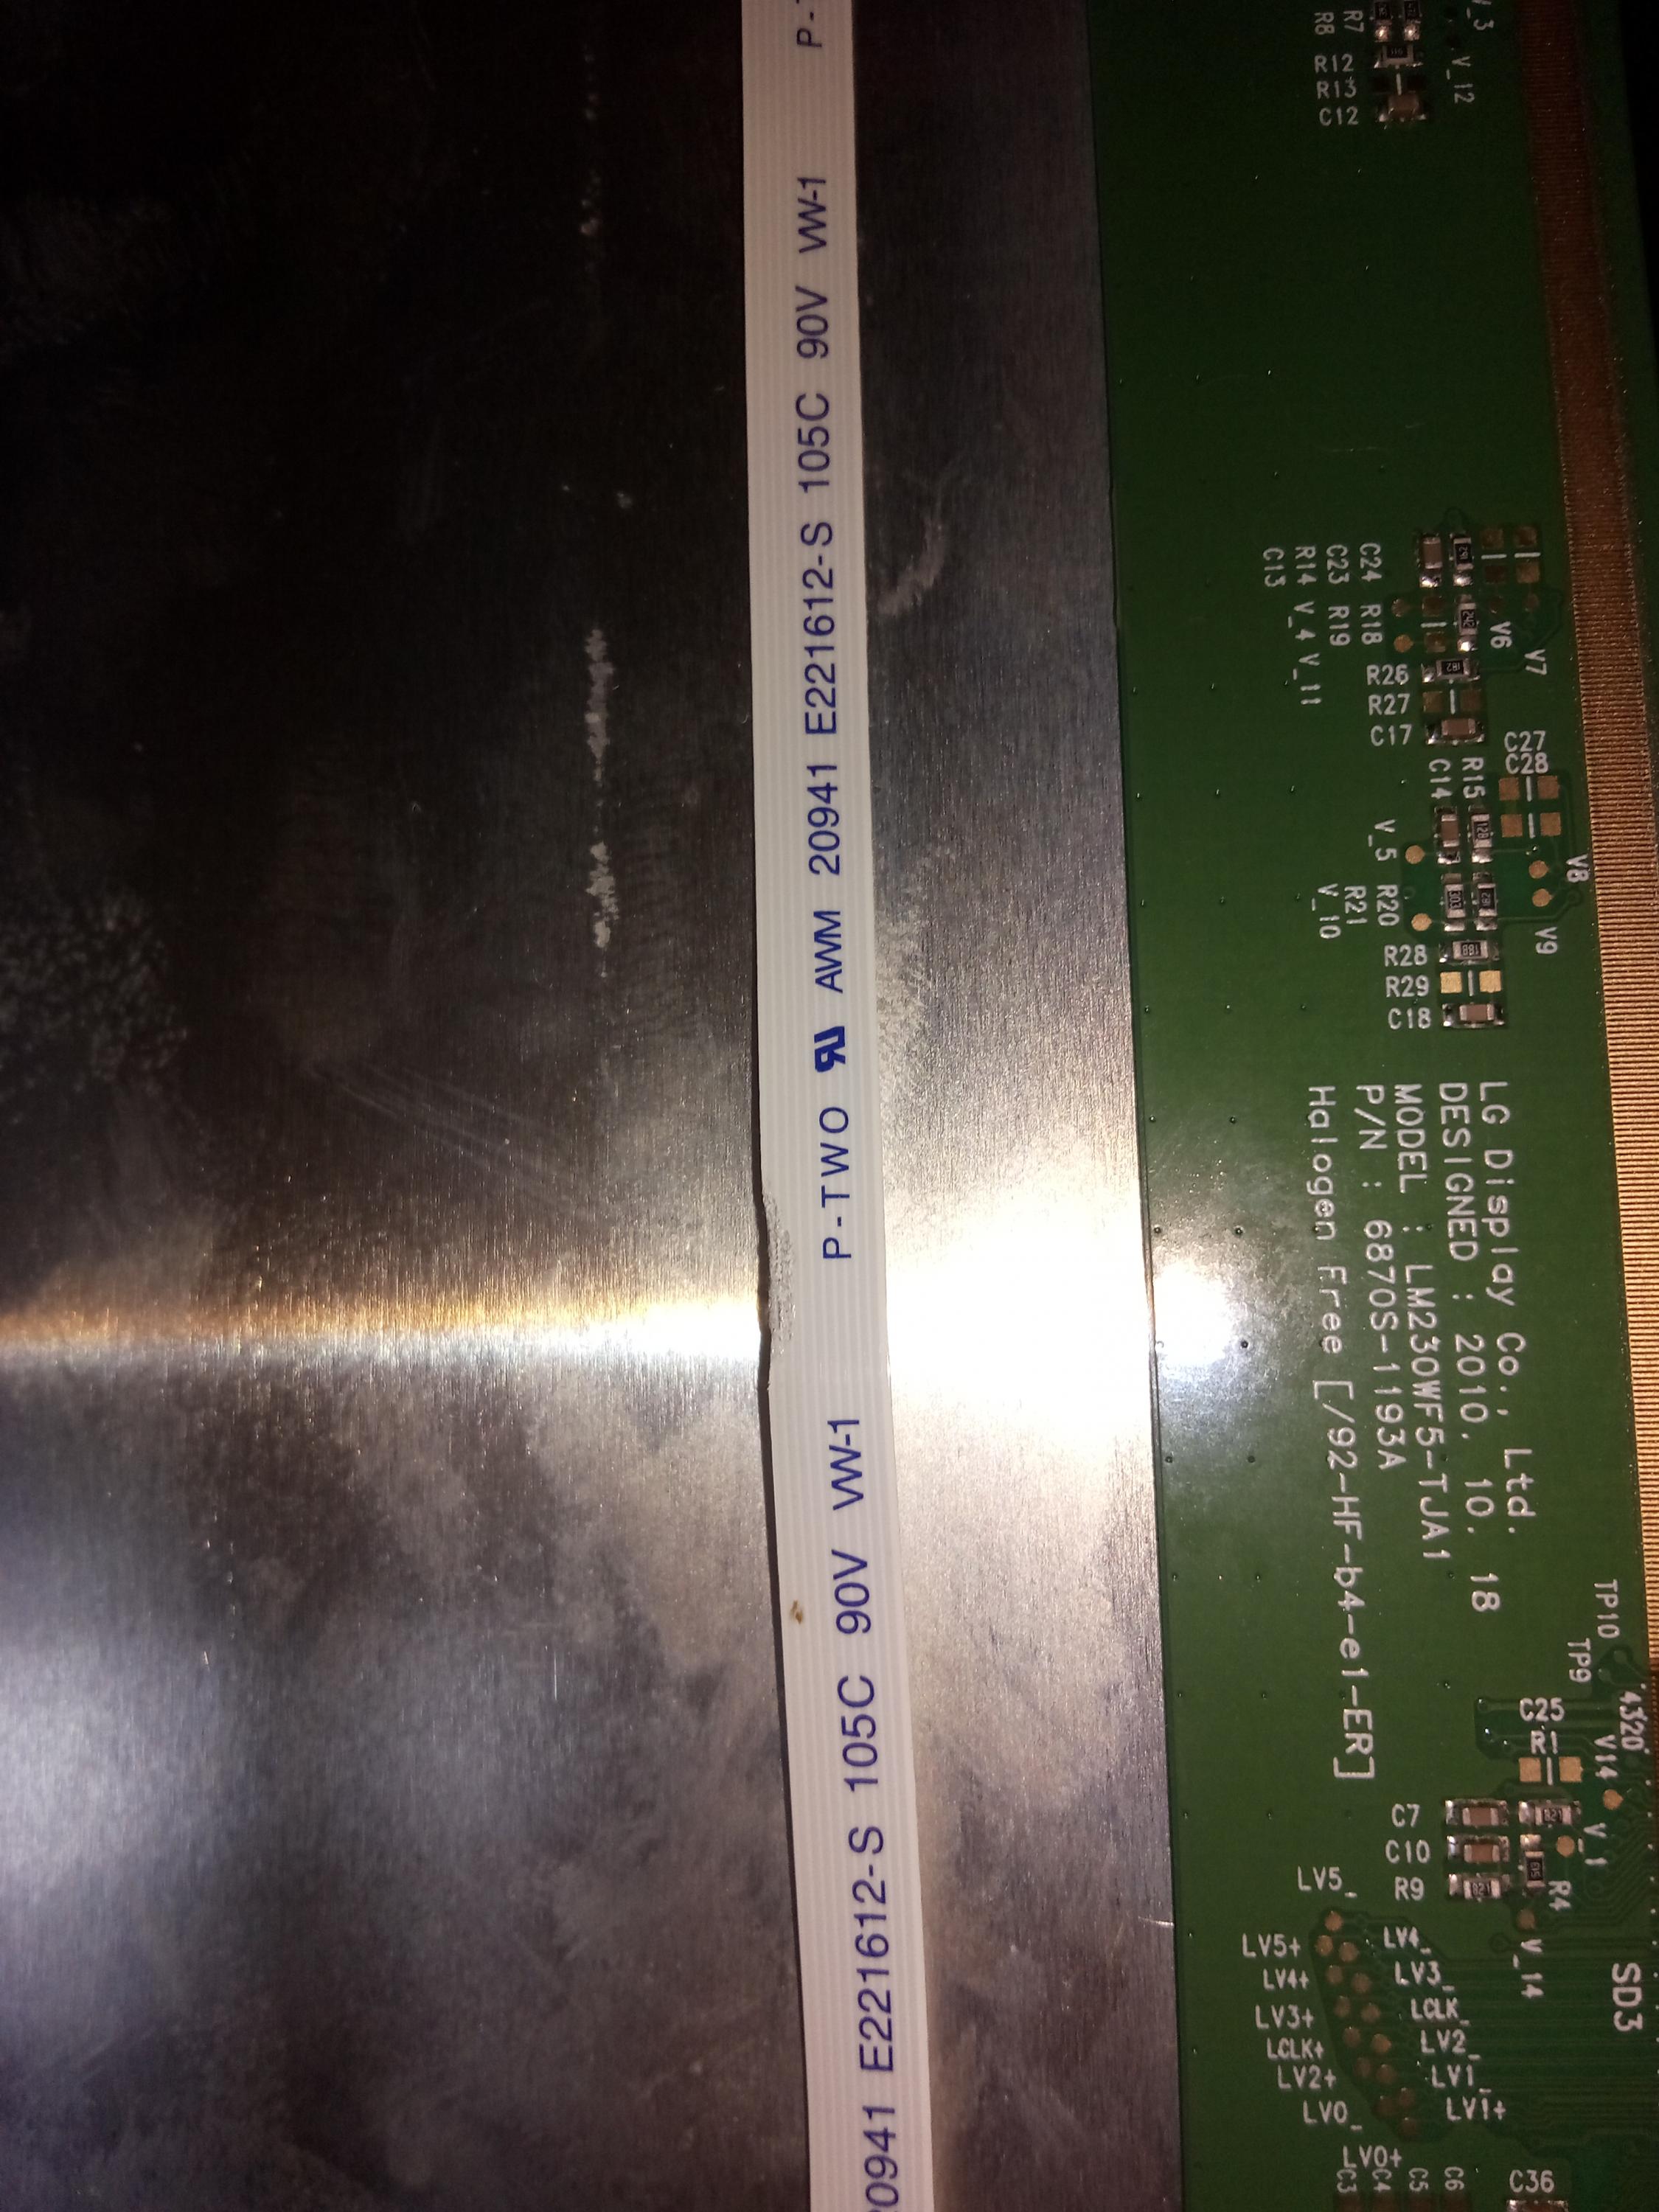 P-TWO AWM 20941 E221612-S 105C 90V VW-1
20941 E221612-S 105C 90V VW-1
LG Display Co., Ltd.
DESIGNED : 2010. 10. 18
MODEL : LM230WF5-TJA1
P/N : 6870S-1193A
Halogen Free [/92-HF-b4-e1-ER]
R8
R7
V_12
R12
R13
C12
C24 R18
C23 R19
R14 V_4 V_11
C13
V6
V7
R26
R27
C17
C27
C28
C14
R15
V_5
V8
R20
R21
V_10
V9
R28
R29
C18
TP10
TP9
4320
C25
R1
V14
C7
C10
R9
V_1
R4
V_14
SD3
LV5_
LV5+
LV4_
LV4+
LV3_
LV3+
LCLK_
LCLK+
LV2_
LV2+
LV1_
LV0_
LV1+
LV0+
C3
C4
C5
C6
C36